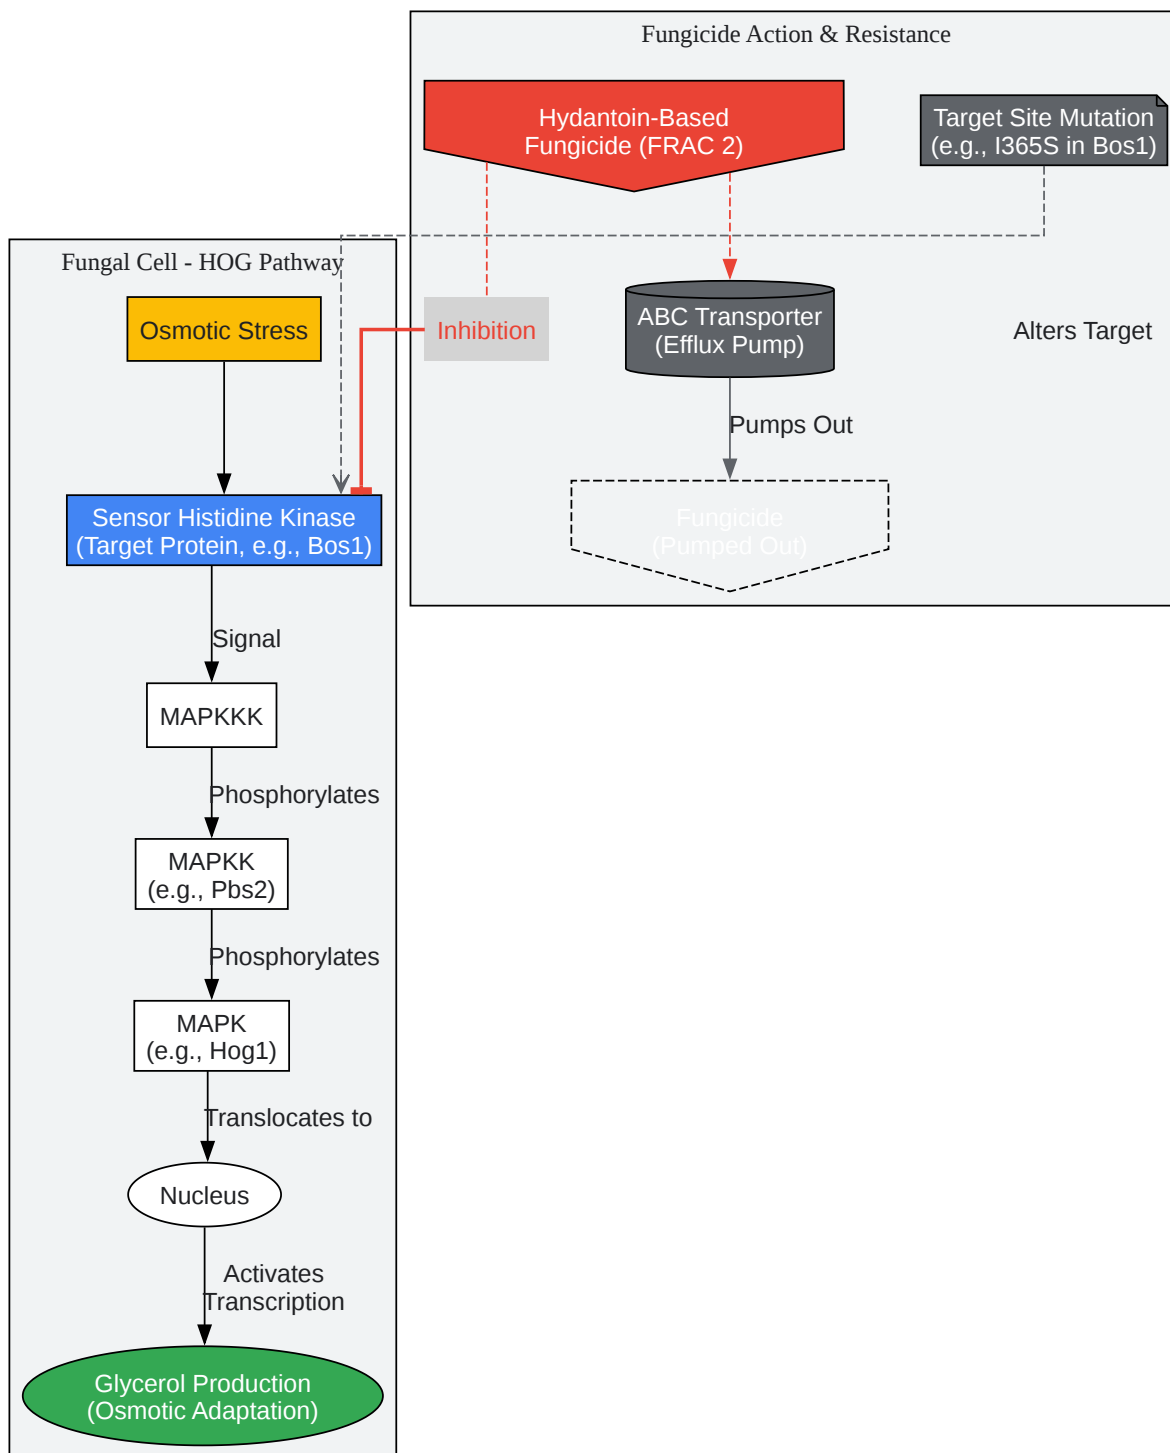 Fungicide Action & Resistance
Hydantoin-Based
Fungicide (FRAC 2)
Target Site Mutation
(e.g., I365S in Bos1)
Fungal Cell - HOG Pathway
Osmotic Stress
Inhibition
ABC Transporter
(Efflux Pump)
Alters Target
Pumps Out
Sensor Histidine Kinase
(Target Protein, e.g., Bos1)
Fungicide
(Pumped Out)
Signal
MAPKKK
Phosphorylates
MAPKK
(e.g., Pbs2)
Phosphorylates
MAPK
(e.g., Hog1)
Translocates to
Nucleus
Activates
Transcription
Glycerol Production
(Osmotic Adaptation)